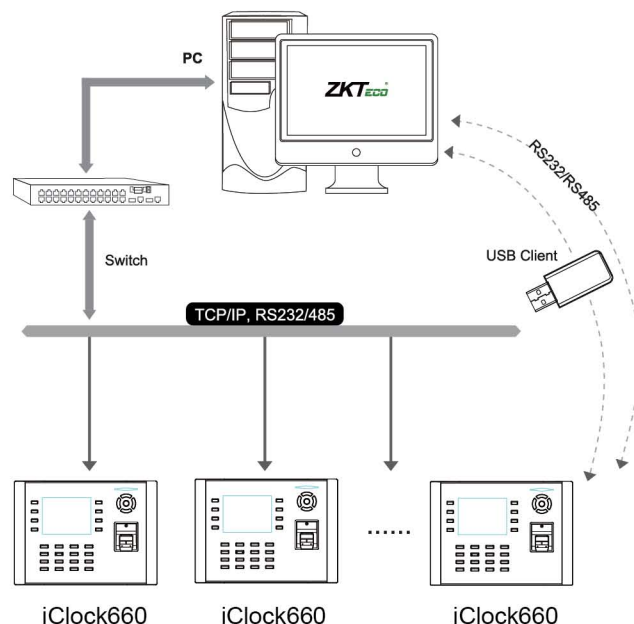 PC
ZKTeco
RS232/RS485
USB Client
Switch
TCP/IP, RS232/485
......
iClock660
iClock660
iClock660